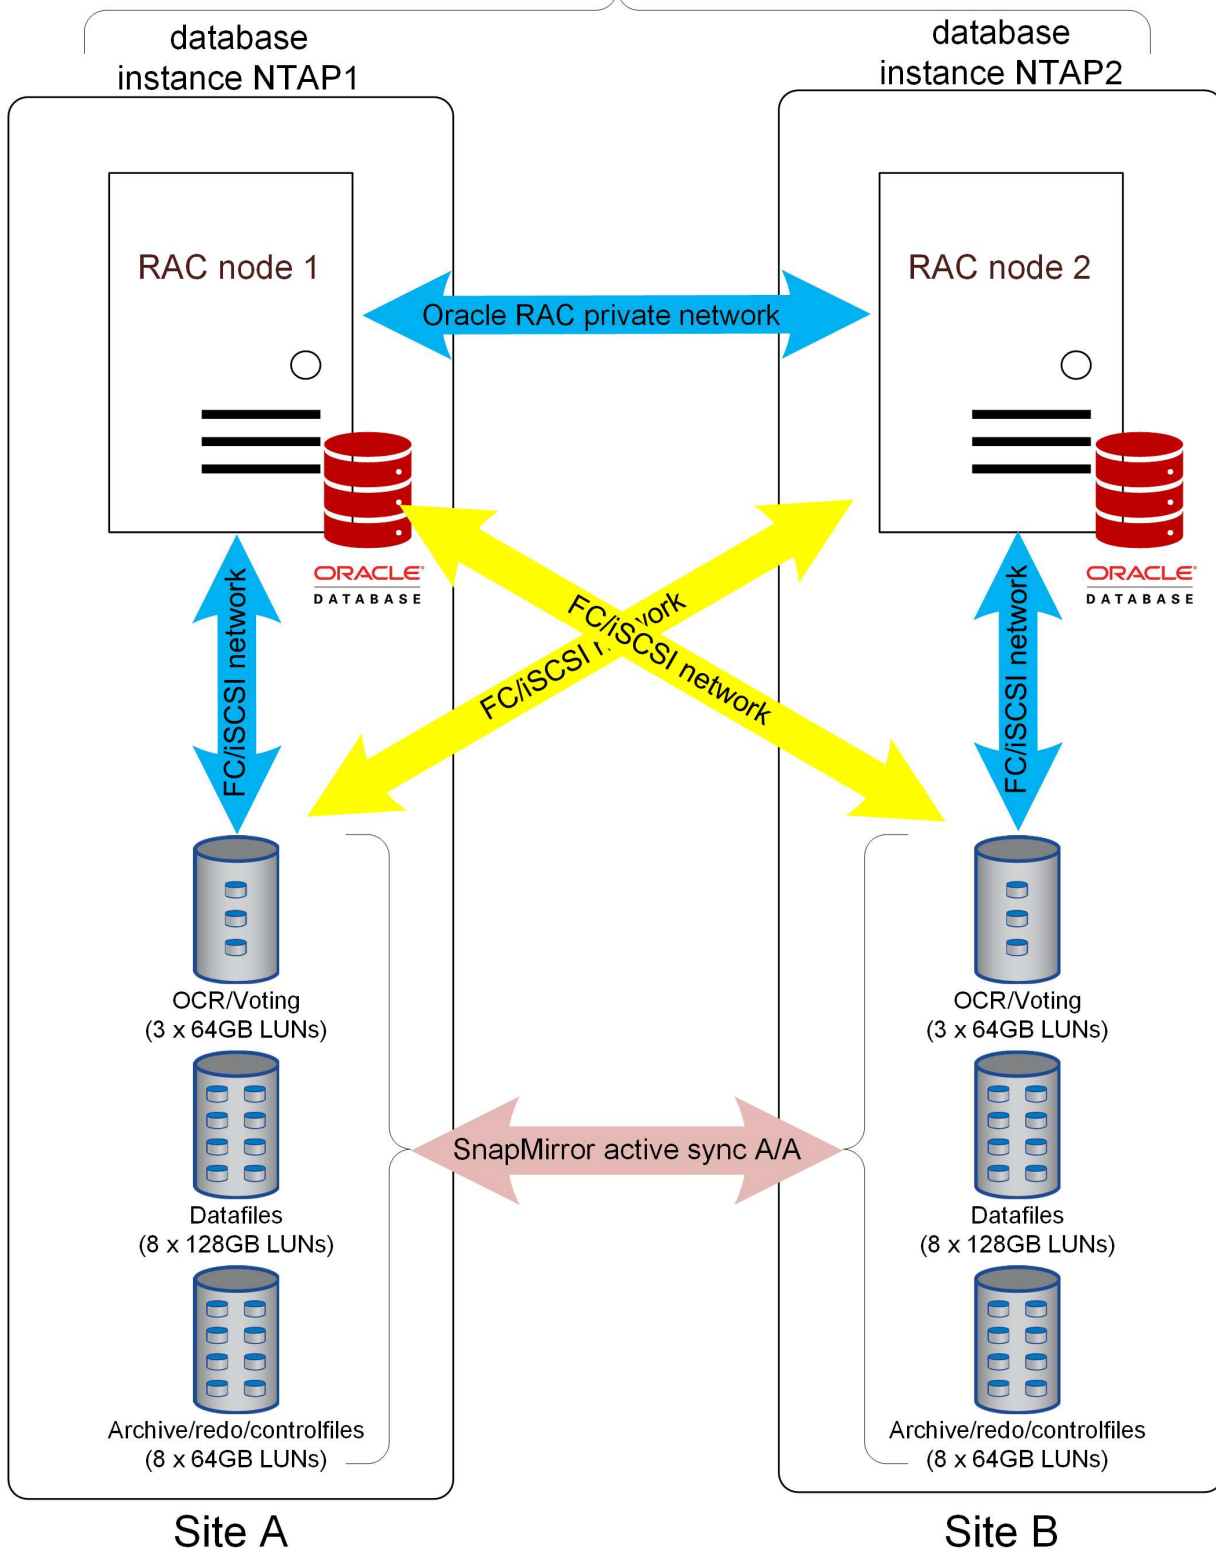 database
instance NTAP1
database
instance NTAP2
RAC node 1
RAC node 2
Oracle RAC private network
ORACLE
DATABASE
ORACLE
DATABASE
FC/iSCSI network
FC/iSCSI network
FC/iSCSI work
FC/iSCSI network
FC/iSCSI network
OCR/Voting
(3 x 64GB LUNs)
OCR/Voting
(3 x 64GB LUNs)
SnapMirror active sync A/A
Datafiles
(8 x 128GB LUNs)
Datafiles
(8 x 128GB LUNs)
Archive/redo/controlfiles
(8 x 64GB LUNs)
Archive/redo/controlfiles
(8 x 64GB LUNs)
Site A
Site B